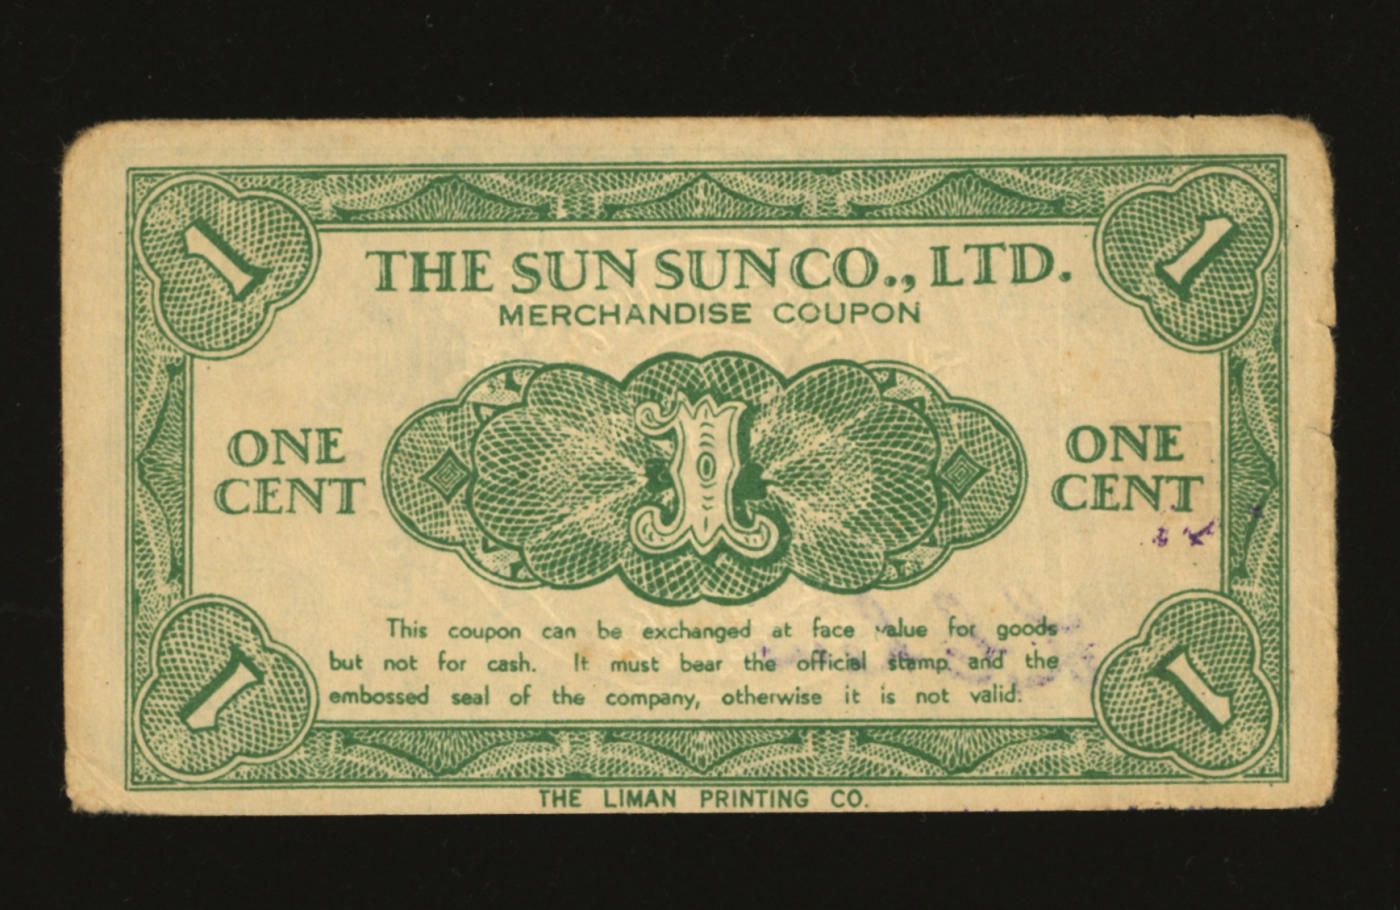 1 1
THE SUN SUN CO., LTD.
MERCHANDISE COUPON
ONE CENT
1
ONE CENT
This coupon can be exchanged at face value for goods
but not for cash. It must bear the official stamp and the
embossed seal of the company, otherwise it is not valid.
1 1
THE LIMAN PRINTING CO.